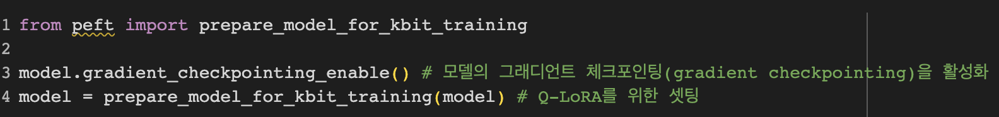 1 from peft import prepare_model_for_kbit_training
2
3 model.gradient_checkpointing_enable() # 모델의 그래디언트 체크포인팅(gradient checkpointing)을 활성화
4 model = prepare_model_for_kbit_training(model) # Q-LoRA를 위한 셋팅